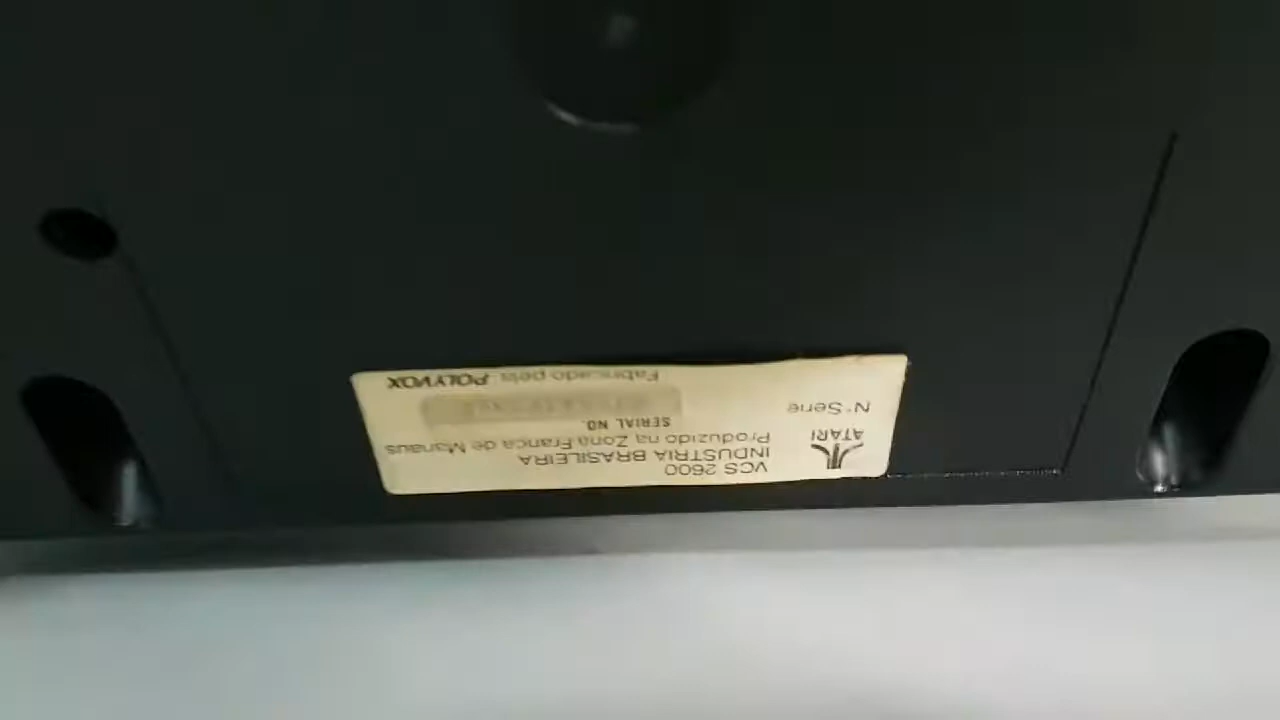 VCS 2600
INDUSTRIA BRASILEIRA
Produzido na Zona Franca de Manaus
ATARI
SERIAL NO.
N° Serie
Fabricado pela POLYVOX